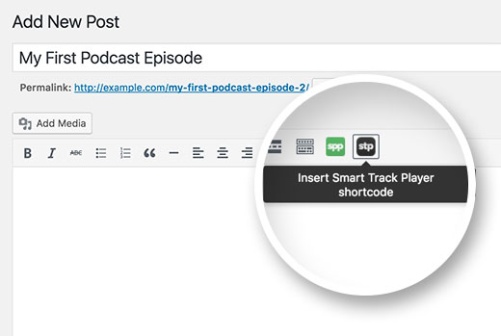 Add New Post
My First Podcast Episode
Permalink: http://example.com/my-first-podcast-episode-2/
Add Media
B I ABC
spp stp
Insert Smart Track Player
shortcode